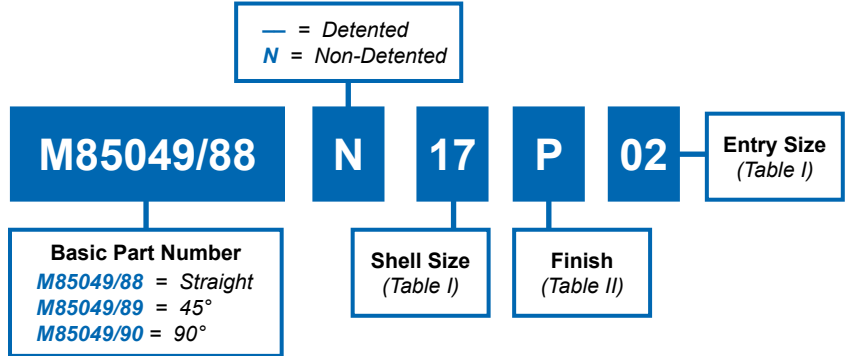 — = Detented
N = Non-Detented
M85049/88 N 17 P 02
Entry Size
(Table I)
Basic Part Number
M85049/88 = Straight
M85049/89 = 45°
M85049/90 = 90°
Shell Size
(Table I)
Finish
(Table II)